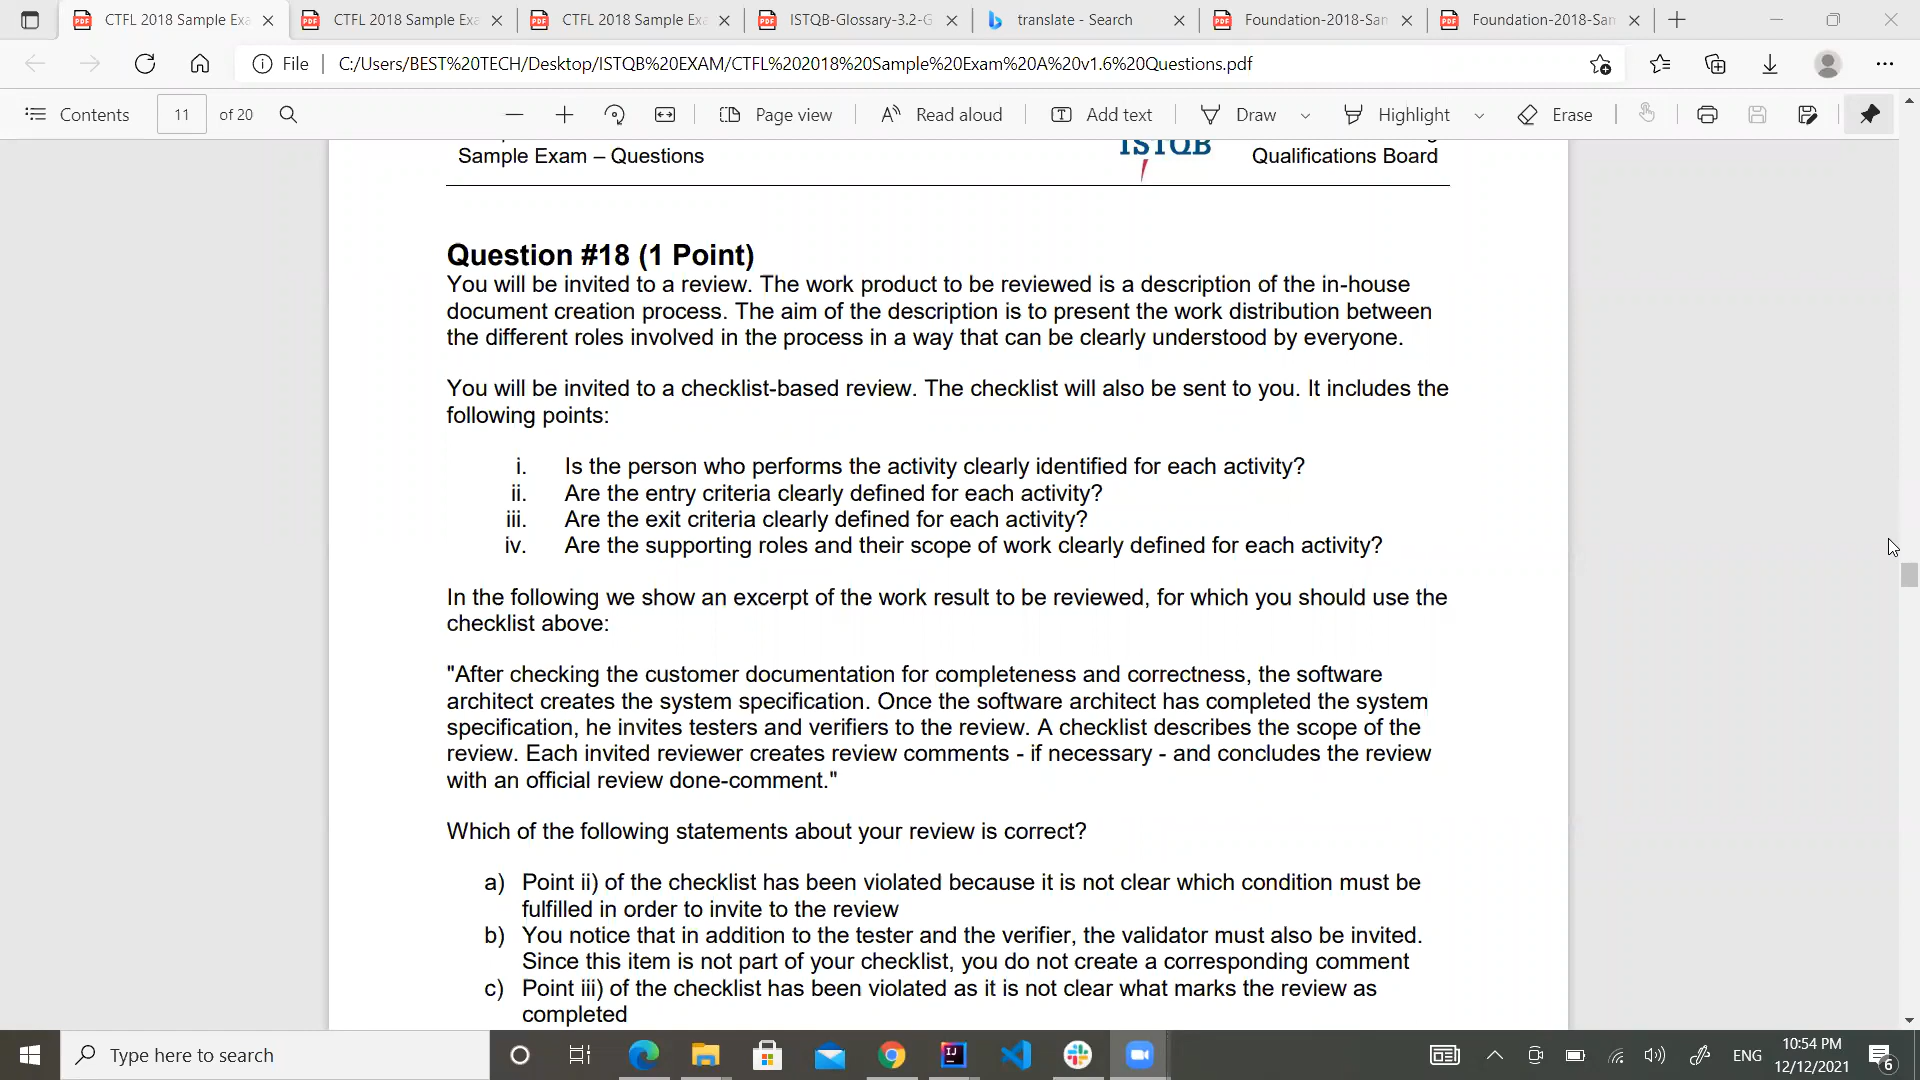 CTFL 2018 Sample Exa
CTFL 2018 Sample Exa
CTFL 2018 Sample Exa
ISTQB-Glossary-3.2-G
translate - Search
Foundation-2018-San
Foundation-2018-San
File
C:/Users/BEST%20TECH/Desktop/ISTQB%20EXAM/CTFL%202018%20Sample%20Exam%20A%20v1.6%20Questions.pdf
Contents
11
of 20
Page view
Read aloud
Add text
Draw
Highlight
Erase
Sample Exam – Questions
ISTQB
Qualifications Board
Question #18 (1 Point)
You will be invited to a review. The work product to be reviewed is a description of the in-house
document creation process. The aim of the description is to present the work distribution between
the different roles involved in the process in a way that can be clearly understood by everyone.
You will be invited to a checklist-based review. The checklist will also be sent to you. It includes the
following points:
i. Is the person who performs the activity clearly identified for each activity?
ii. Are the entry criteria clearly defined for each activity?
iii. Are the exit criteria clearly defined for each activity?
iv. Are the supporting roles and their scope of work clearly defined for each activity?
In the following we show an excerpt of the work result to be reviewed, for which you should use the
checklist above:
"After checking the customer documentation for completeness and correctness, the software
architect creates the system specification. Once the software architect has completed the system
specification, he invites testers and verifiers to the review. A checklist describes the scope of the
review. Each invited reviewer creates review comments - if necessary - and concludes the review
with an official review done-comment."
Which of the following statements about your review is correct?
a) Point ii) of the checklist has been violated because it is not clear which condition must be
fulfilled in order to invite to the review
b) You notice that in addition to the tester and the verifier, the validator must also be invited.
Since this item is not part of your checklist, you do not create a corresponding comment
c) Point iii) of the checklist has been violated as it is not clear what marks the review as
completed
Type here to search
ENG
10:54 PM
12/12/2021
6